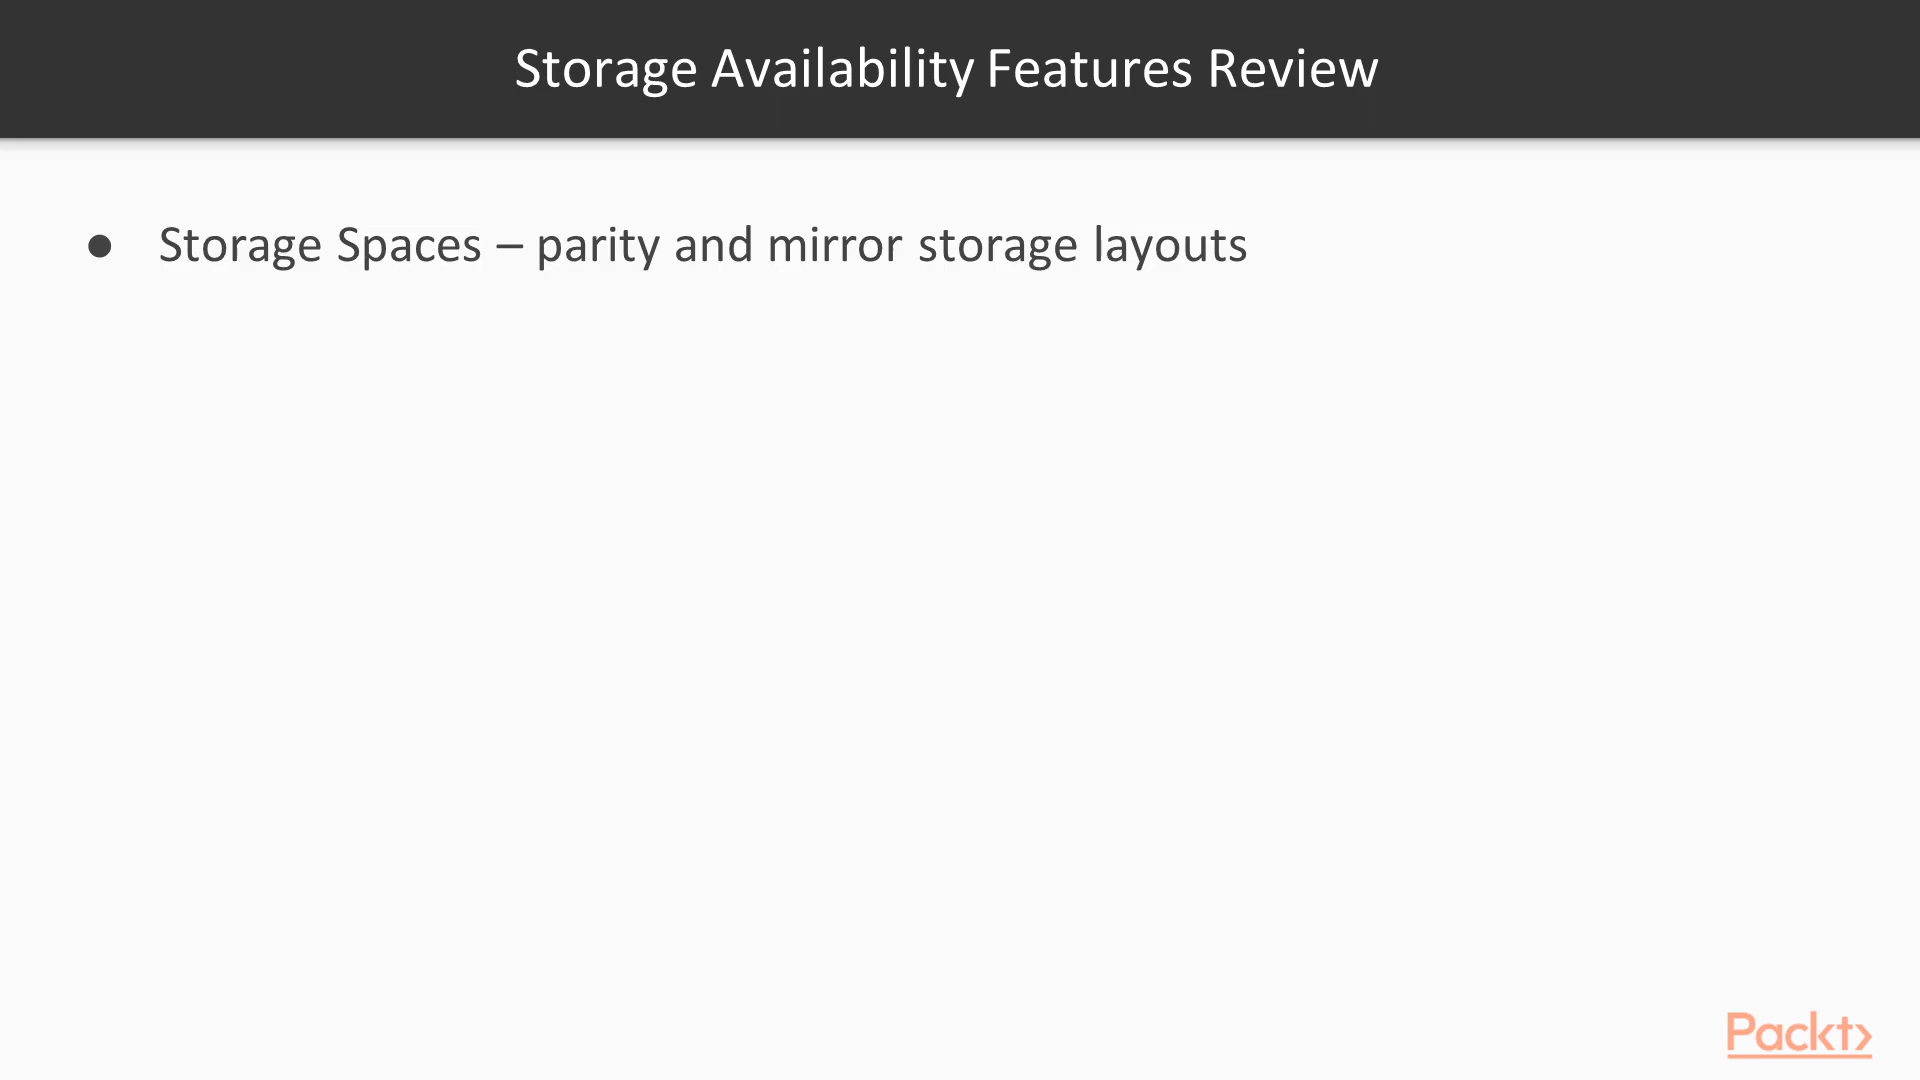 Storage Availability Features Review
● Storage Spaces – parity and mirror storage layouts
Packt>